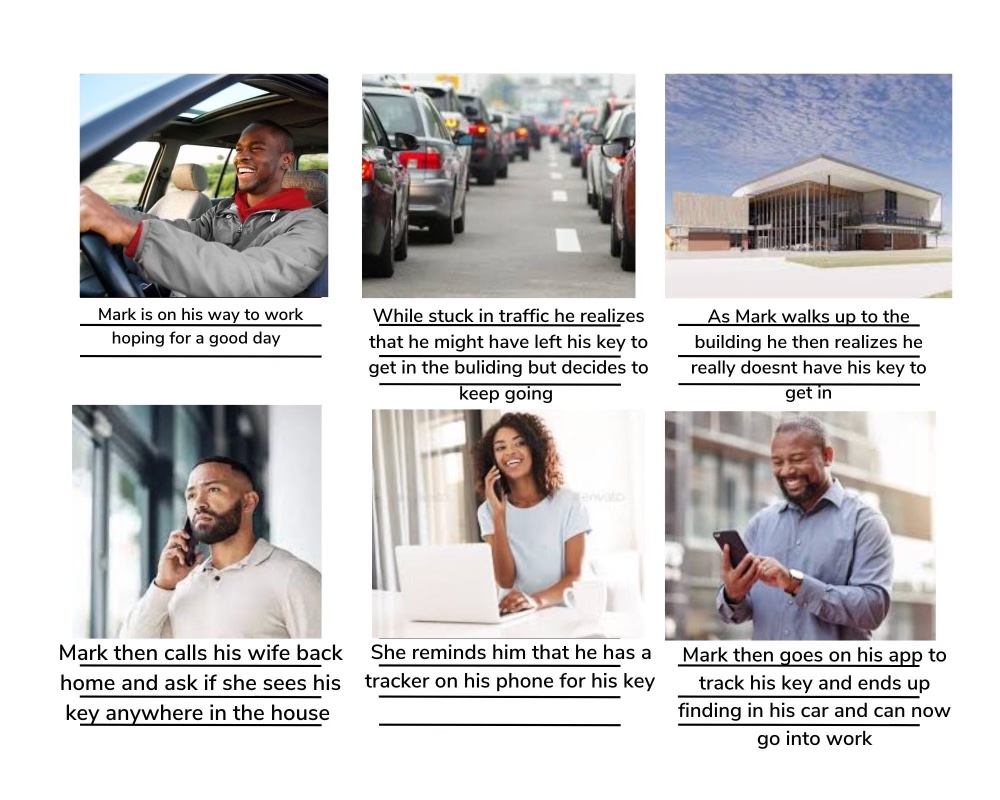 Mark is on his way to work
hoping for a good day
While stuck in traffic he realizes
that he might have left his key to
get in the buliding but decides to
keep going
As Mark walks up to the
building he then realizes he
really doesnt have his key to
get in
envato
envato
Mark then calls his wife back
home and ask if she sees his
key anywhere in the house
She reminds him that he has a
tracker on his phone for his key
Mark then goes on his app to
track his key and ends up
finding in his car and can now
go into work